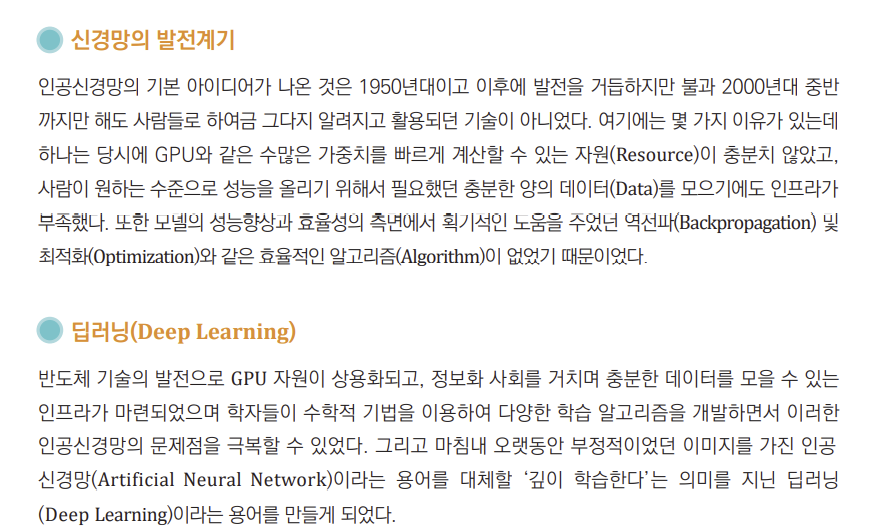 신경망의 발전계기
인공신경망의 기본 아이디어가 나온 것은 1950년대이고 이후에 발전을 거듭하지만 불과 2000년대 중반
까지만 해도 사람들로 하여금 그다지 알려지고 활용되던 기술이 아니었다. 여기에는 몇 가지 이유가 있는데
하나는 당시에 GPU와 같은 수많은 가중치를 빠르게 계산할 수 있는 자원(Resource)이 충분치 않았고,
사람이 원하는 수준으로 성능을 올리기 위해서 필요했던 충분한 양의 데이터(Data)를 모으기에도 인프라가
부족했다. 또한 모델의 성능향상과 효율성의 측면에서 획기적인 도움을 주었던 역선파(Backpropagation) 및
최적화(Optimization)와 같은 효율적인 알고리즘(Algorithm)이 없었기 때문이었다.
딥러닝(Deep Learning)
반도체 기술의 발전으로 GPU 자원이 상용화되고, 정보화 사회를 거치며 충분한 데이터를 모을 수 있는
인프라가 마련되었으며 학자들이 수학적 기법을 이용하여 다양한 학습 알고리즘을 개발하면서 이러한
인공신경망의 문제점을 극복할 수 있었다. 그리고 마침내 오랫동안 부정적이었던 이미지를 가진 인공
신경망(Artificial Neural Network)이라는 용어를 대체할 ‘깊이 학습한다’는 의미를 지닌 딥러닝
(Deep Learning)이라는 용어를 만들게 되었다.